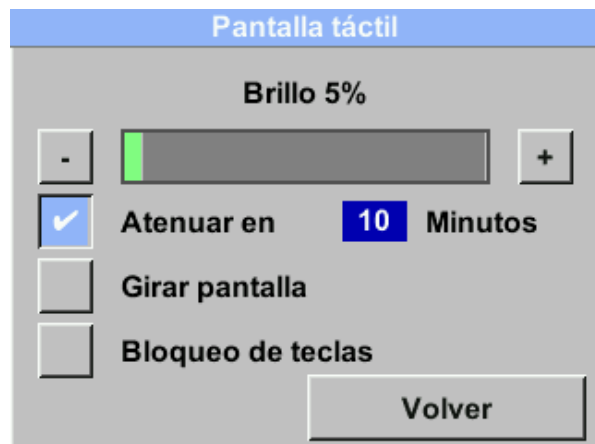 Pantalla táctil
Brillo 5%
- +
✔ Atenuar en 10 Minutos
Girar pantalla
Bloqueo de teclas
Volver